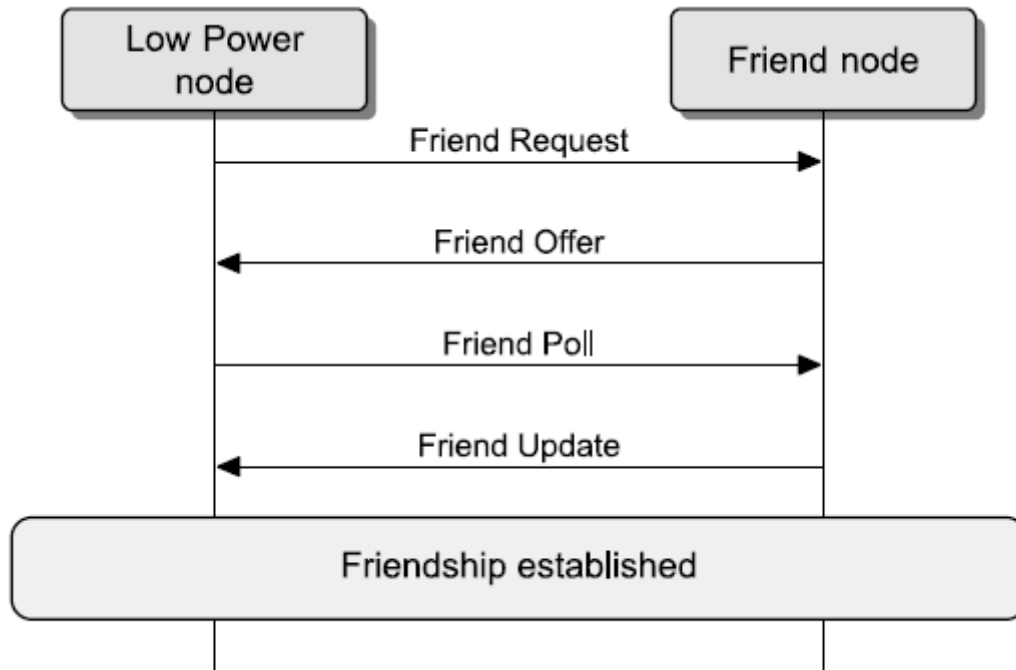 Low Power
node
Friend node
Friend Request
Friend Offer
Friend Poll
Friend Update
Friendship established